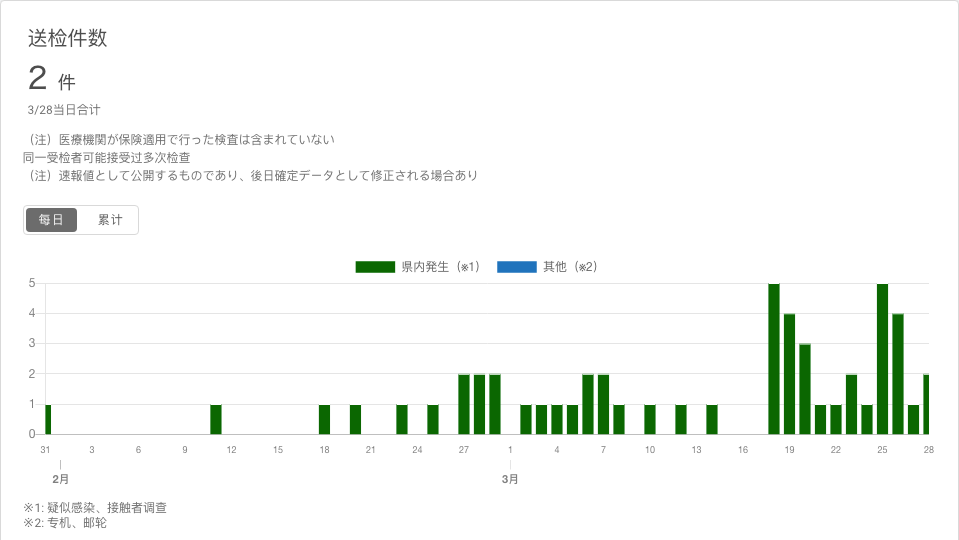 送检件数
2 件
3/28当日合计
（注）医療機関が保険適用で行った検査は含まれていない
同一受检者可能接受过多次检查
（注）速報値として公開するものであり、後日確定データとして修正される場合あり
每日 累计
県内発生（※1） 其他（※2）
5
4
3
2
1
0
31 3 6 9 12 15 18 21 24 27 1 4 7 10 13 16 19 22 25 28
2月 3月
※1: 疑似感染、接触者调查
※2: 专机、邮轮